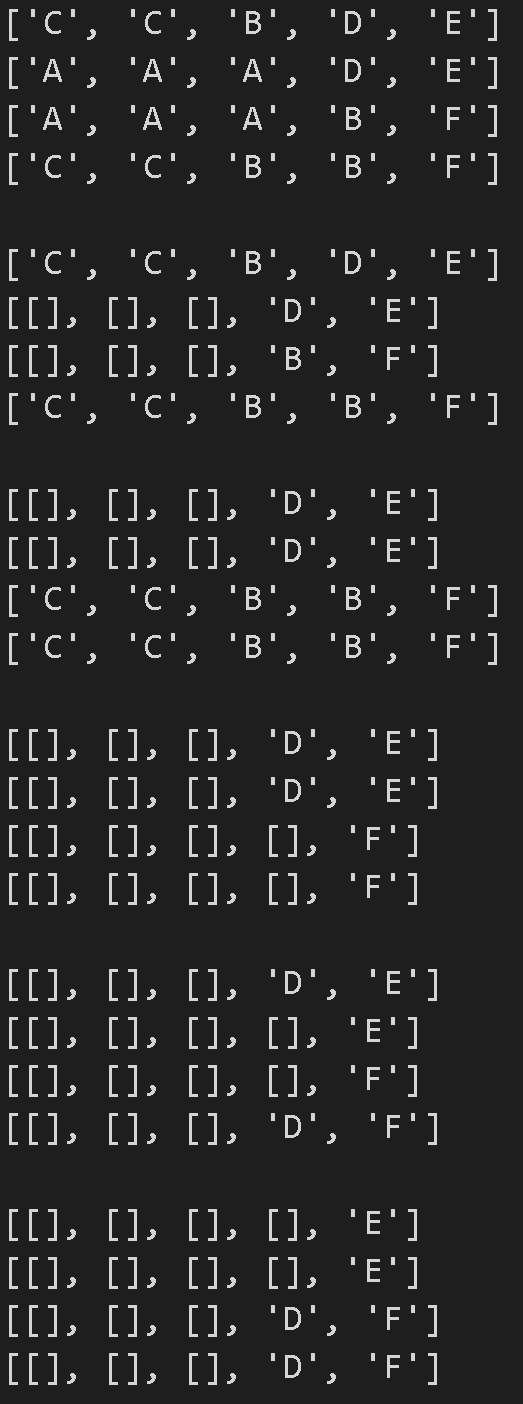 ['C', 'C', 'B', 'D', 'E']
['A', 'A', 'A', 'D', 'E']
['A', 'A', 'A', 'B', 'F']
['C', 'C', 'B', 'B', 'F']

['C', 'C', 'B', 'D', 'E']
[[], [], [], 'D', 'E']
[[], [], [], 'B', 'F']
['C', 'C', 'B', 'B', 'F']

[[], [], [], 'D', 'E']
[[], [], [], 'D', 'E']
['C', 'C', 'B', 'B', 'F']
['C', 'C', 'B', 'B', 'F']

[[], [], [], 'D', 'E']
[[], [], [], 'D', 'E']
[[], [], [], [], 'F']
[[], [], [], [], 'F']

[[], [], [], 'D', 'E']
[[], [], [], [], 'E']
[[], [], [], [], 'F']
[[], [], [], 'D', 'F']

[[], [], [], [], 'E']
[[], [], [], [], 'E']
[[], [], [], 'D', 'F']
[[], [], [], 'D', 'F']